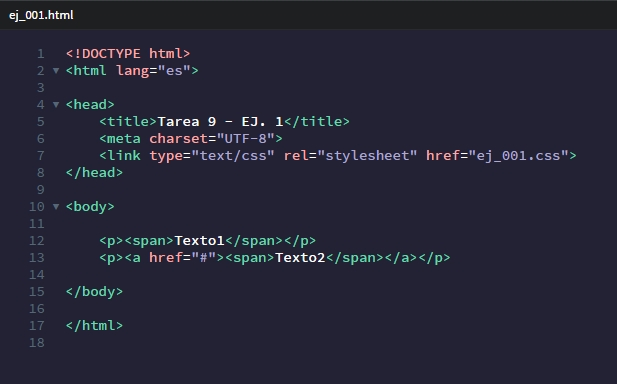 ej_001.html
1 <!DOCTYPE html>
2 <html lang="es">
3
4 <head>
5     <title>Tarea 9 - EJ. 1</title>
6     <meta charset="UTF-8">
7     <link type="text/css" rel="stylesheet" href="ej_001.css">
8 </head>
9
10 <body>
11
12     <p><span>Texto1</span></p>
13     <p><a href="#"><span>Texto2</span></a></p>
14
15 </body>
16
17 </html>
18